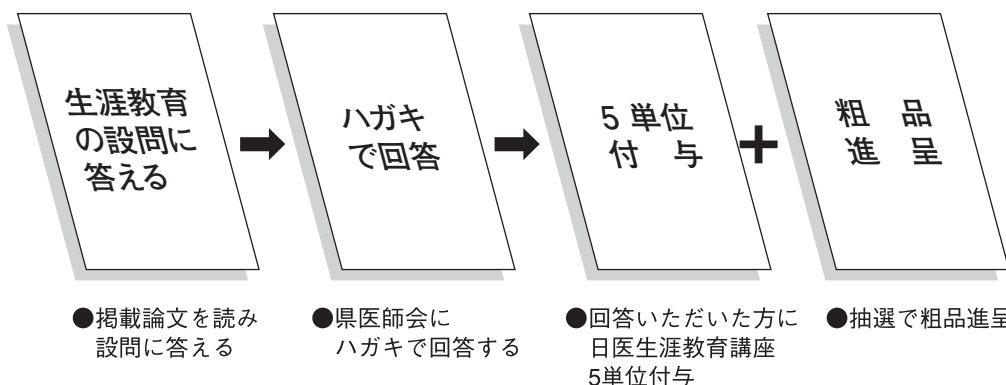 生涯教育
の設問に
答える
ハガキ
で回答
5単位
付与
粗品
進呈
●掲載論文を読み
設問に答える
●県医師会に
ハガキで回答する
●回答いただいた方に
日医生涯教育講座
5単位付与
●抽選で粗品進呈